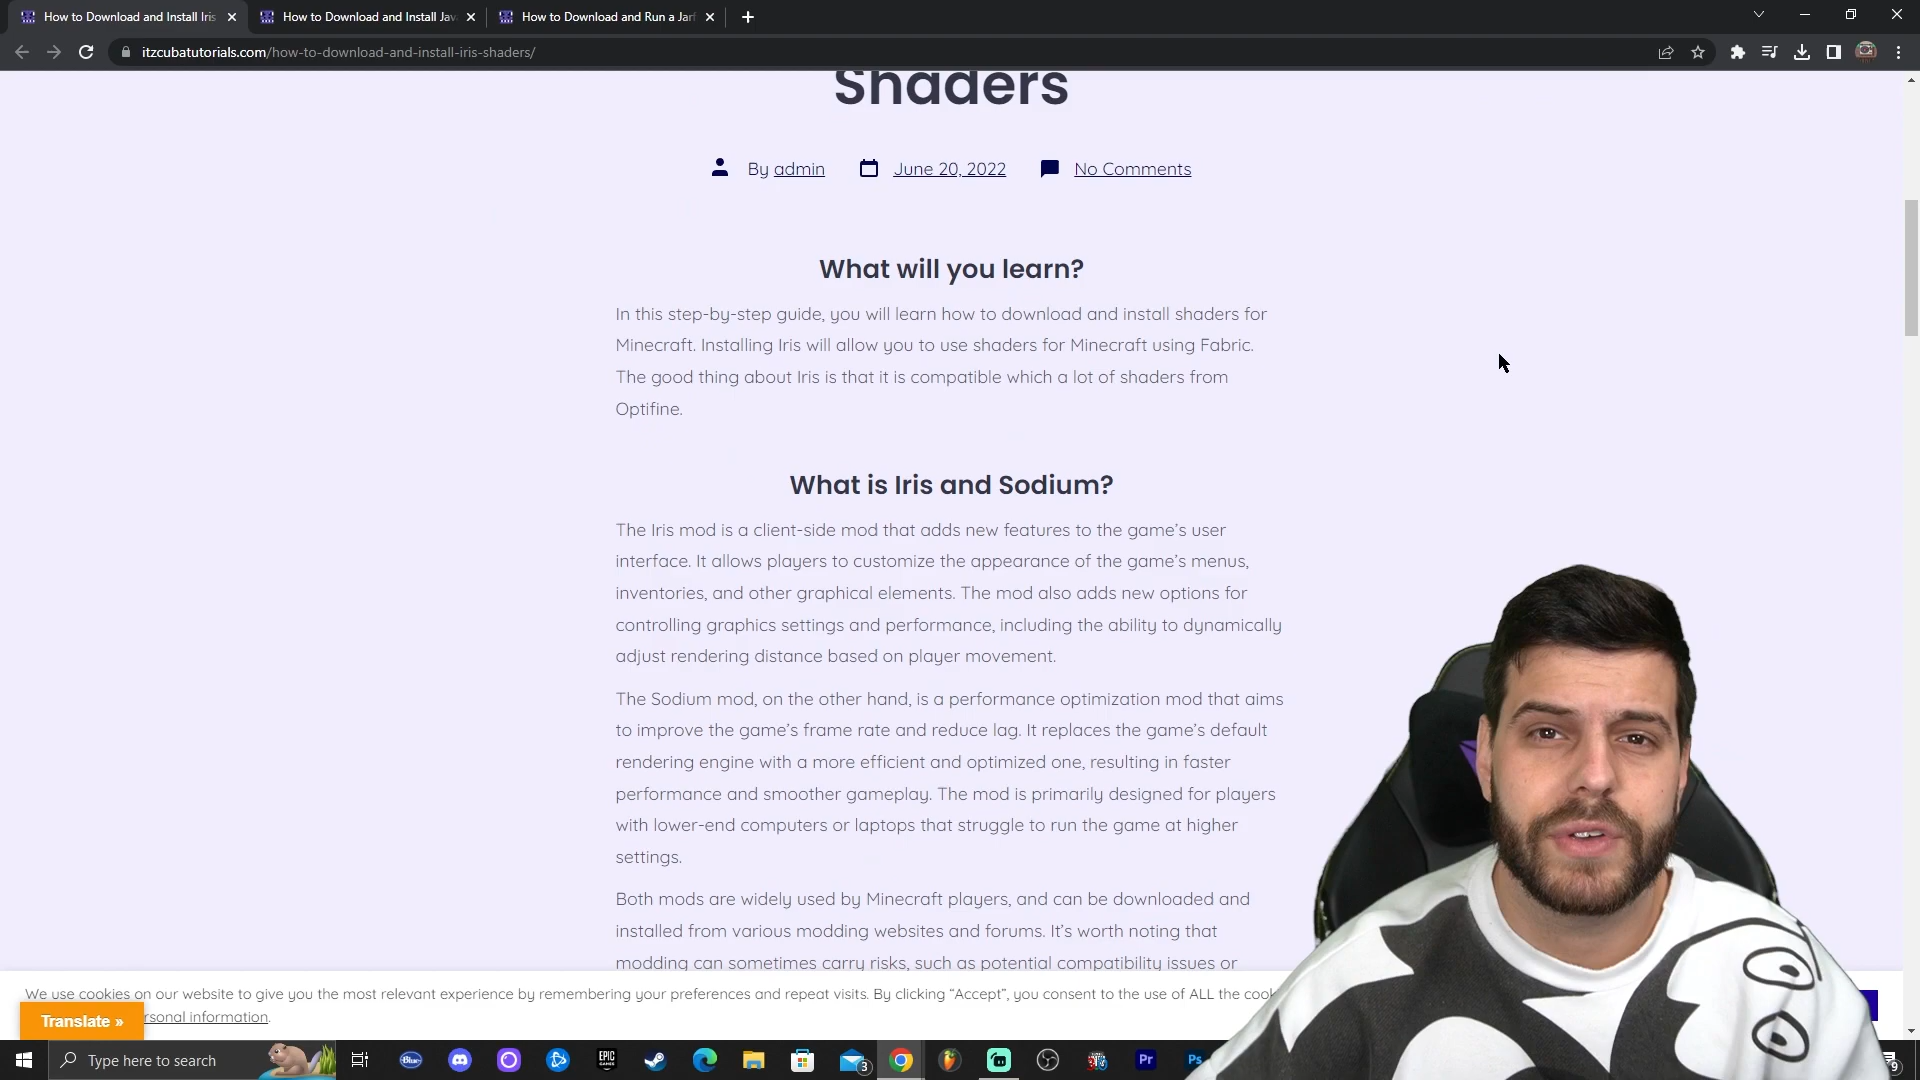 How to Download and Install Iris
How to Download and Install Jav
How to Download and Run a Jarf
itzcubatutorials.com/how-to-download-and-install-iris-shaders/
Shaders
By admin
June 20, 2022
No Comments
What will you learn?
In this step-by-step guide, you will learn how to download and install shaders for
Minecraft. Installing Iris will allow you to use shaders for Minecraft using Fabric.
The good thing about Iris is that it is compatible which a lot of shaders from
Optifine.
What is Iris and Sodium?
The Iris mod is a client-side mod that adds new features to the game's user
interface. It allows players to customize the appearance of the game's menus,
inventories, and other graphical elements. The mod also adds new options for
controlling graphics settings and performance, including the ability to dynamically
adjust rendering distance based on player movement.
The Sodium mod, on the other hand, is a performance optimization mod that aims
to improve the game's frame rate and reduce lag. It replaces the game's default
rendering engine with a more efficient and optimized one, resulting in faster
performance and smoother gameplay. The mod is primarily designed for players
with lower-end computers or laptops that struggle to run the game at higher
settings.
Both mods are widely used by Minecraft players, and can be downloaded and
installed from various modding websites and forums. It's worth noting that
modding can sometimes carry risks, such as potential compatibility issues or
We use cookies on our website to give you the most relevant experience by remembering your preferences and repeat visits. By clicking “Accept”, you consent to the use of ALL the cook
Translate »
rsonal information.
Type here to search
Blue
EPIC
GAMES
3
Pr
Ps
9